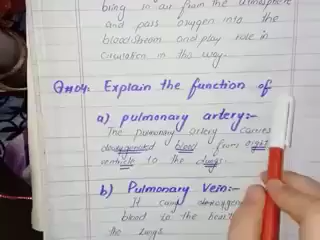 bring in air from the atmosphere
and pass oxygen into the
bloodstream and play role in
Circulation in this way.
Q#04: Explain the function of
a) pulmonary artery:-
The pulmonary artery carries
deoxygenated blood from right
ventricle to the lungs.
b) Pulmonary Vein:-
It carry deoxygen
blood to the heart
the lungs